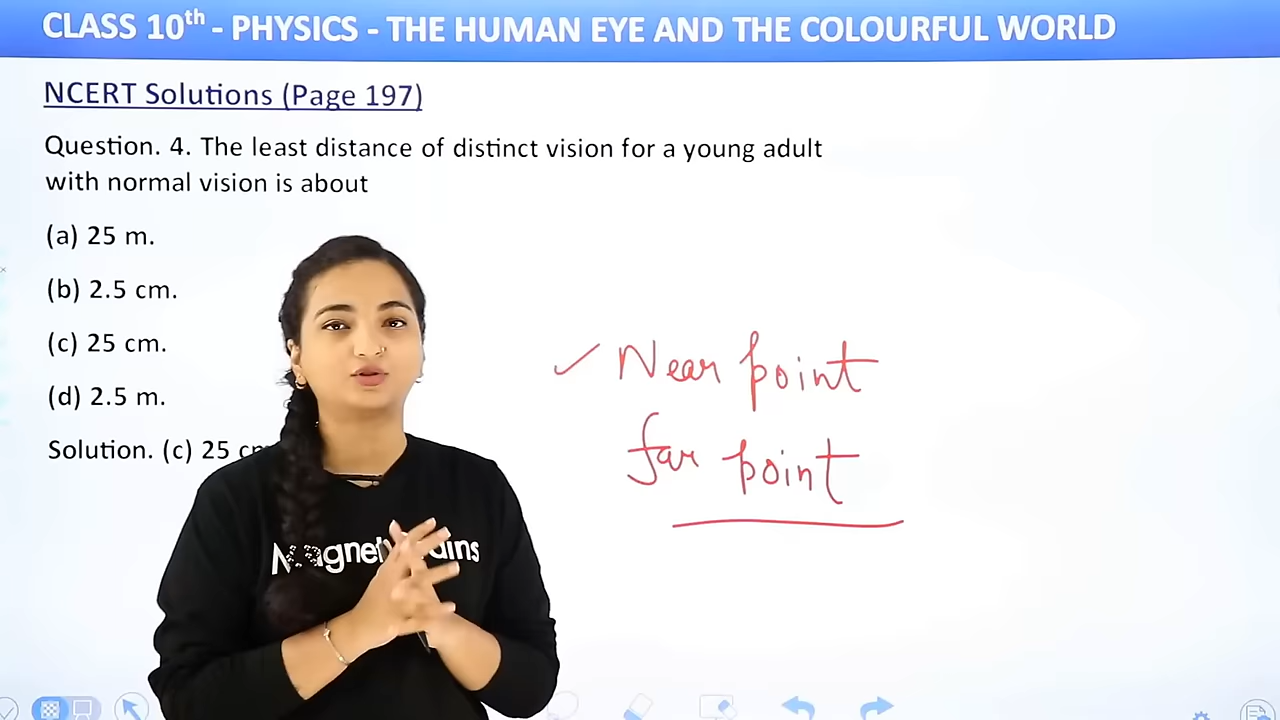 CLASS 10th - PHYSICS - THE HUMAN EYE AND THE COLOURFUL WORLD
NCERT Solutions (Page 197)
Question. 4. The least distance of distinct vision for a young adult
with normal vision is about
(a) 25 m.
(b) 2.5 cm.
(c) 25 cm.
(d) 2.5 m.
Solution. (c) 25
✓ Near point
far point